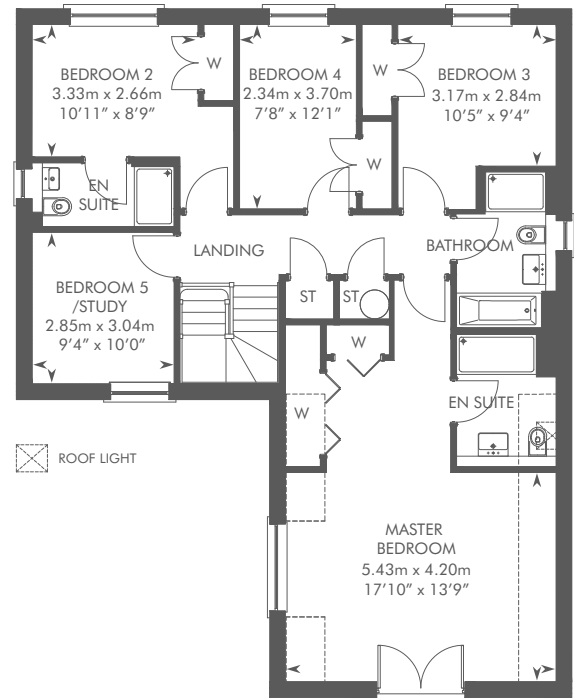 BEDROOM 2
3.33m x 2.66m
10'11" x 8'9"
W
BEDROOM 4
2.34m x 3.70m
7'8" x 12'1"
W
W
BEDROOM 3
3.17m x 2.84m
10'5" x 9'4"
EN
SUITE
LANDING
BATHROOM
BEDROOM 5
/STUDY
2.85m x 3.04m
9'4" x 10'0"
ST
ST
W
W
EN SUITE
ROOF LIGHT
MASTER
BEDROOM
5.43m x 4.20m
17'10" x 13'9"